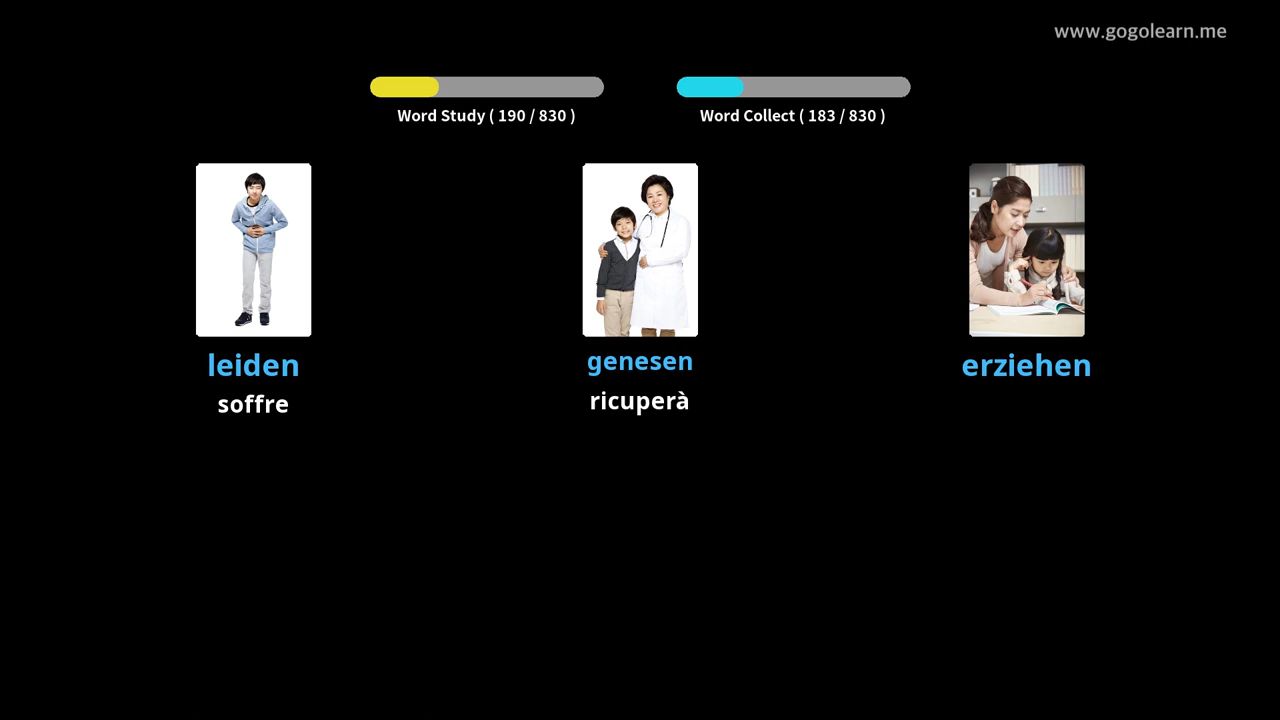 www.gogolearn.me
Word Study ( 190 / 830 )
Word Collect ( 183 / 830 )
leiden
soffre
genesen
ricuperà
erziehen